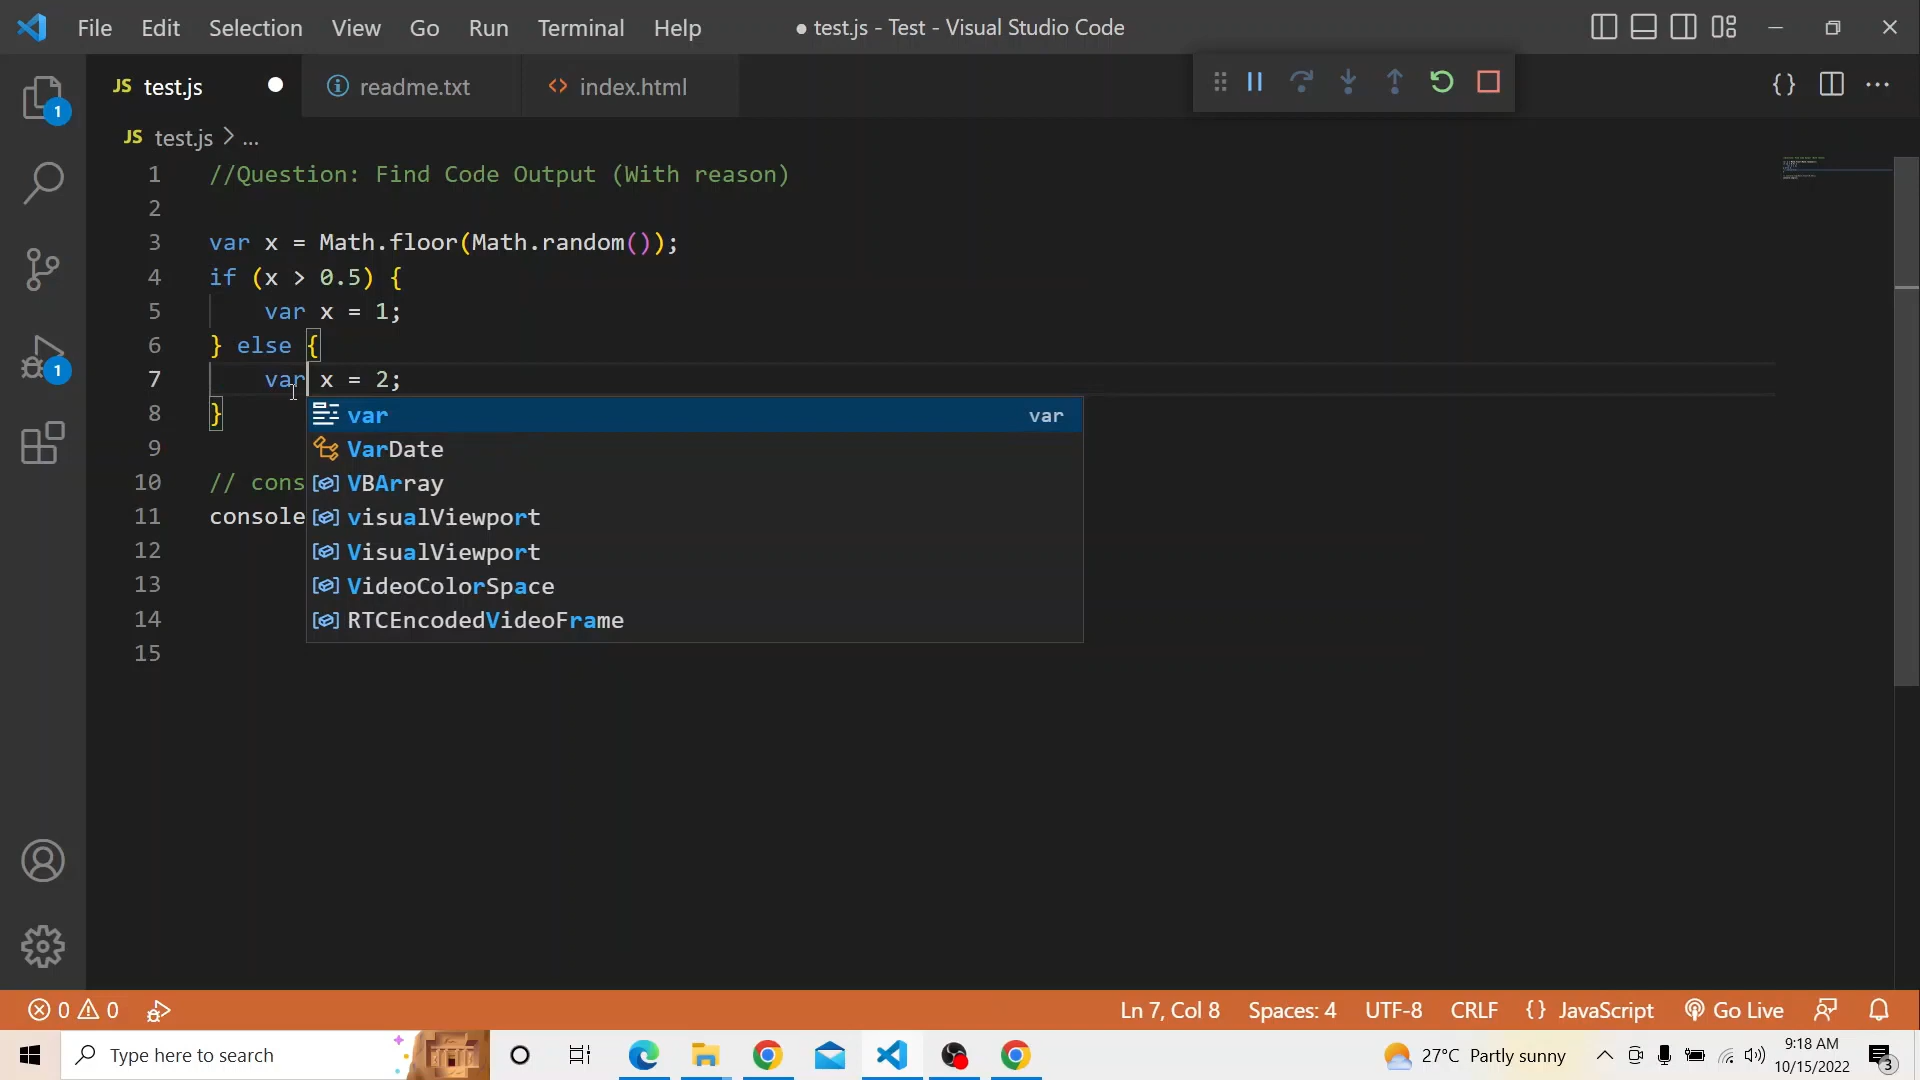 File Edit Selection View Go Run Terminal Help
● test.js - Test - Visual Studio Code
JS test.js
readme.txt
<> index.html
1
JS test.js > ...
1 //Question: Find Code Output (With reason)
2
3 var x = Math.floor(Math.random());
4 if (x > 0.5) {
5 var x = 1;
6 } else {
7 var x = 2;
8 }
9
10 // cons
11 console
12
13
14
15
var var
VarDate
VBArray
visualViewport
VisualViewport
VideoColorSpace
RTCEncodedVideoFrame
1
0 0
Ln 7, Col 8 Spaces: 4 UTF-8 CRLF {} JavaScript Go Live
Type here to search
27°C Partly sunny
9:18 AM
10/15/2022
3